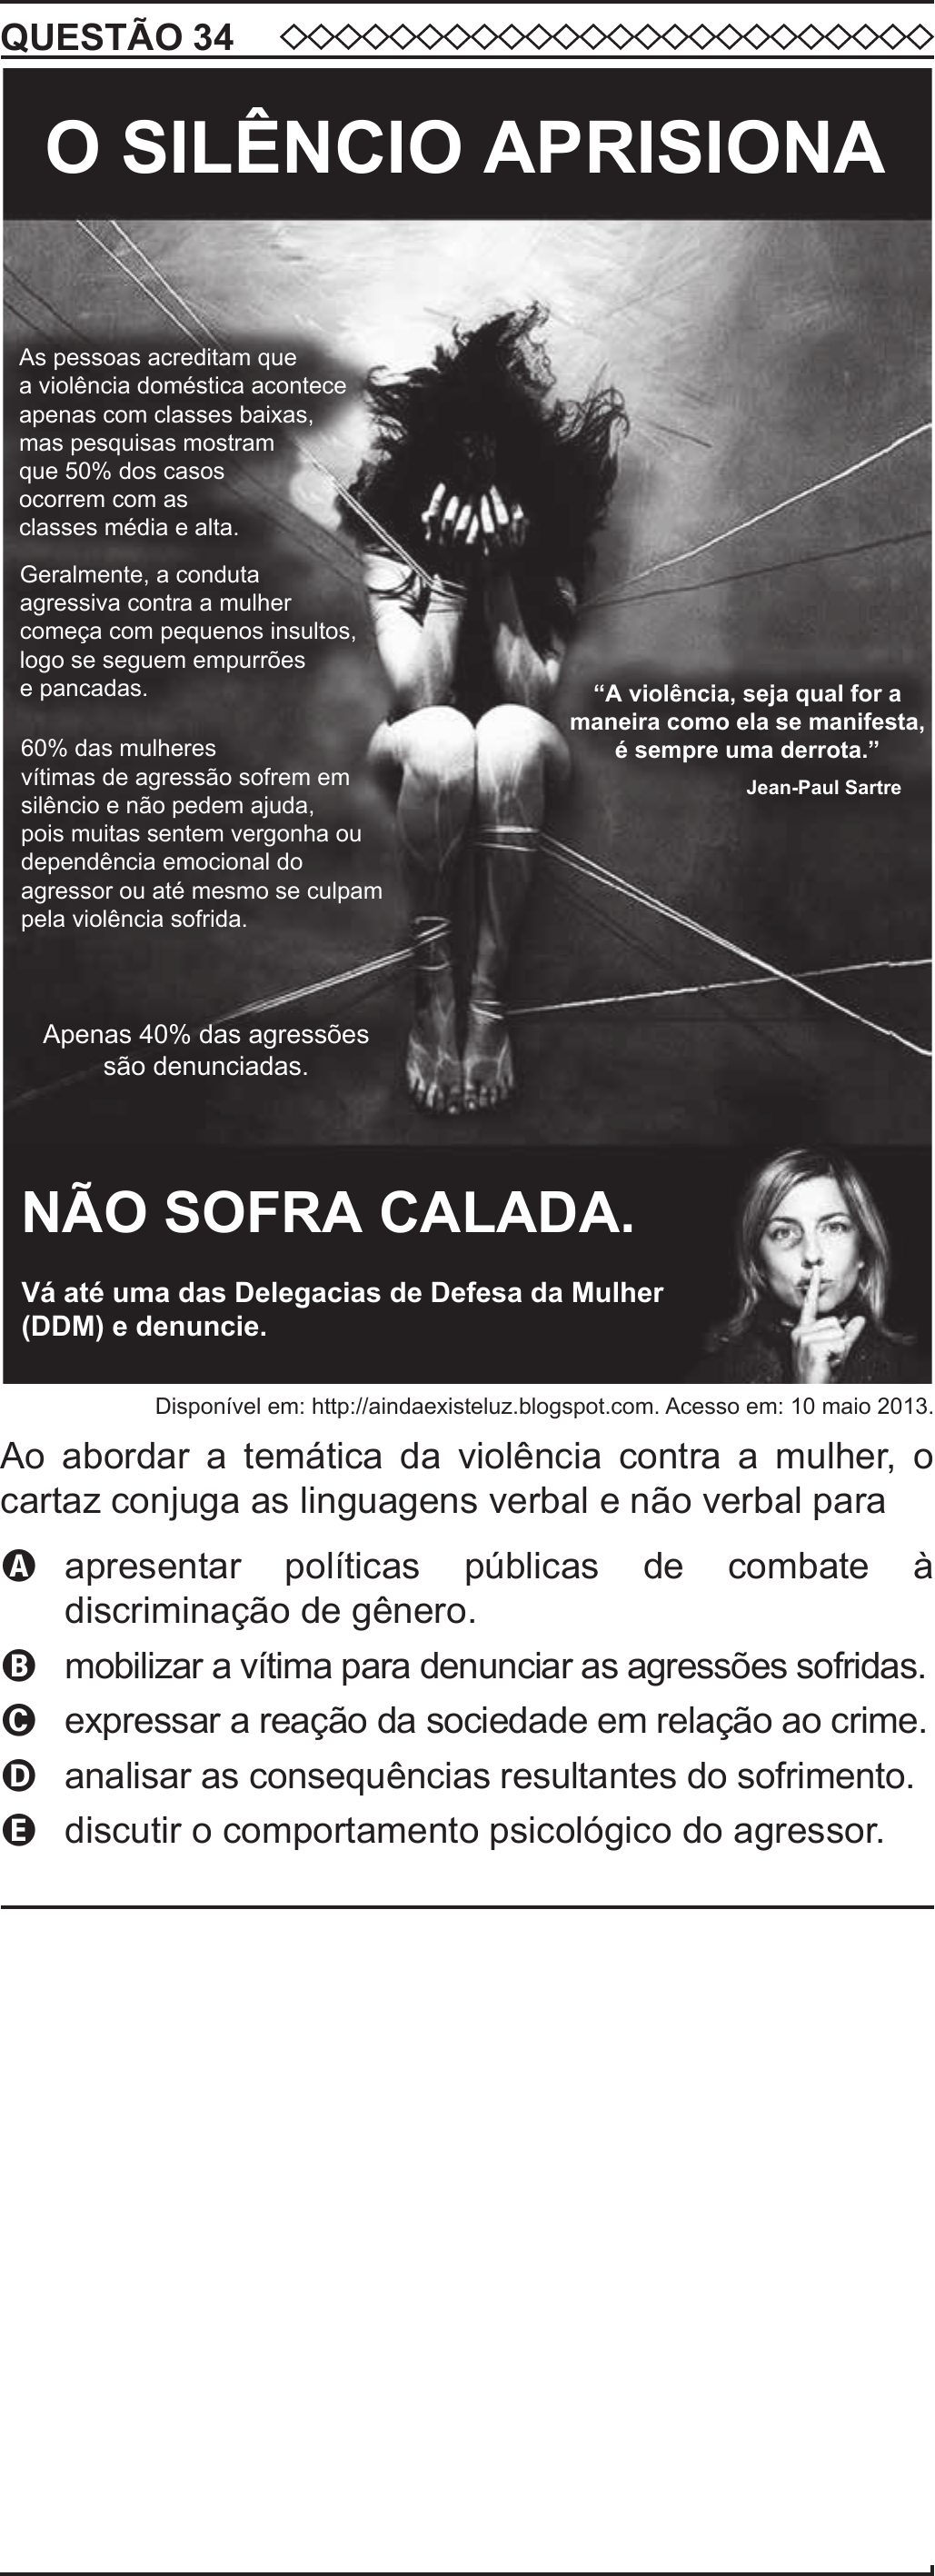 QUESTÃO 34
O SILÊNCIO APRISIONA
As pessoas acreditam que
a violência doméstica acontece
apenas com classes baixas,
mas pesquisas mostram
que 50% dos casos
ocorrem com as
classes média e alta.
Geralmente, a conduta
agressiva contra a mulher
começa com pequenos insultos,
logo se seguem empurrões
e pancadas.
60% das mulheres
vítimas de agressão sofrem em
silêncio e não pedem ajuda,
pois muitas sentem vergonha ou
dependência emocional do
agressor ou até mesmo se culpam
pela violência sofrida.
Apenas 40% das agressões
são denunciadas.
“A violência, seja qual for a
maneira como ela se manifesta,
é sempre uma derrota.”
Jean-Paul Sartre
NÃO SOFRA CALADA.
Vá até uma das Delegacias de Defesa da Mulher
(DDM) e denuncie.
Disponível em: http://aindaexisteluz.blogspot.com. Acesso em: 10 maio 2013.
Ao abordar a temática da violência contra a mulher, o
cartaz conjuga as linguagens verbal e não verbal para
A apresentar políticas públicas de combate à
discriminação de gênero.
B mobilizar a vítima para denunciar as agressões sofridas.
C expressar a reação da sociedade em relação ao crime.
D analisar as consequências resultantes do sofrimento.
E discutir o comportamento psicológico do agressor.